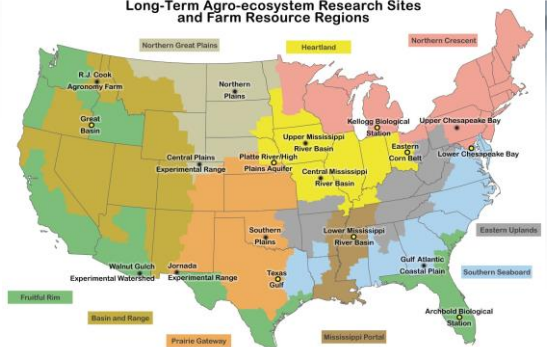 Long-Term Agro-ecosystem Research Sites
and Farm Resource Regions
Northern Great Plains
Heartland
Northern Crescent
R.J. Cook
Agronomy Farm
Northern
Plains
Great
Basin
Kellogg Biological
Station
Upper Chesapeake Bay
Upper Mississippi
River Basin
Eastern
Corn Belt
Lower Chesapeake Bay
Central Plains
Experimental Range
Platte River/High
Plains Aquifer
Central Mississippi
River Basin
Eastern Uplands
Southern
Plains
Lower Mississippi
River Basin
Walnut Gulch
Experimental Watershed
Jornada
Experimental Range
Texas
Gulf
Gulf Atlantic
Coastal Plain
Southern Seaboard
Fruitful Rim
Basin and Range
Archbold Biological
Station
Prairie Gateway
Mississippi Portal